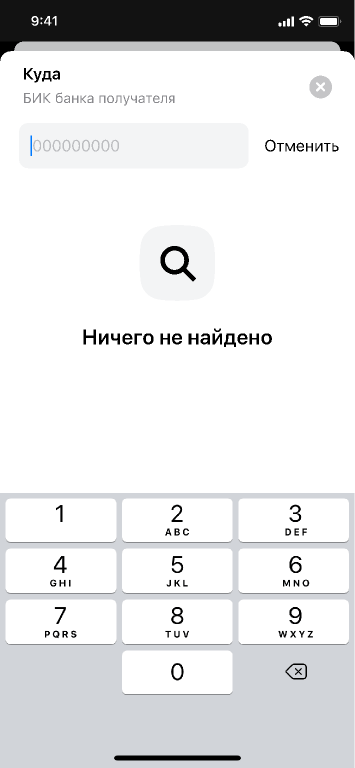 9:41
Куда
БИК банка получателя
000000000
Отменить
Ничего не найдено
1
2
ABC
3
DEF
4
GHI
5
JKL
6
MNO
7
PQRS
8
TUV
9
WXYZ
0